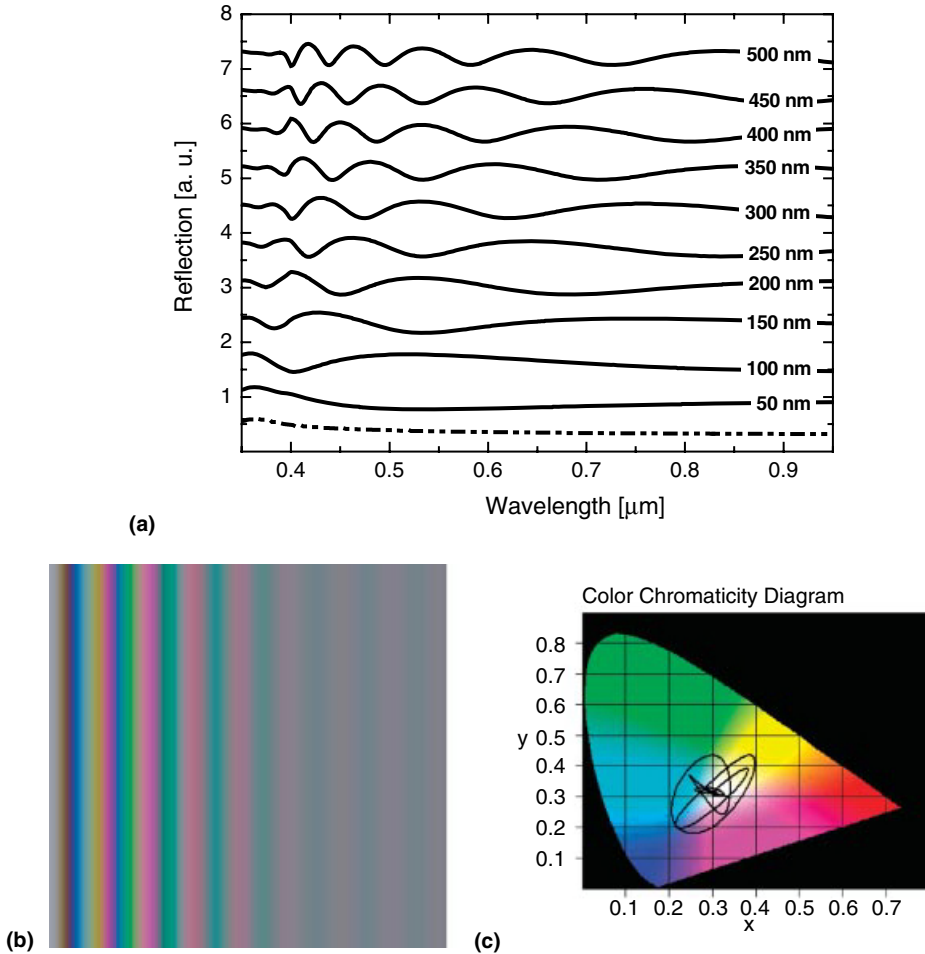 8
7
6
5
4
3
2
1
Reflection [a. u.]
500 nm
450 nm
400 nm
350 nm
300 nm
250 nm
200 nm
150 nm
100 nm
50 nm
0.4 0.5 0.6 0.7 0.8 0.9
Wavelength [μm]
(a)
(b)
Color Chromaticity Diagram
0.8
0.7
0.6
y 0.5
0.4
0.3
0.2
0.1
0.1 0.2 0.3 0.4 0.5 0.6 0.7
x
(c)